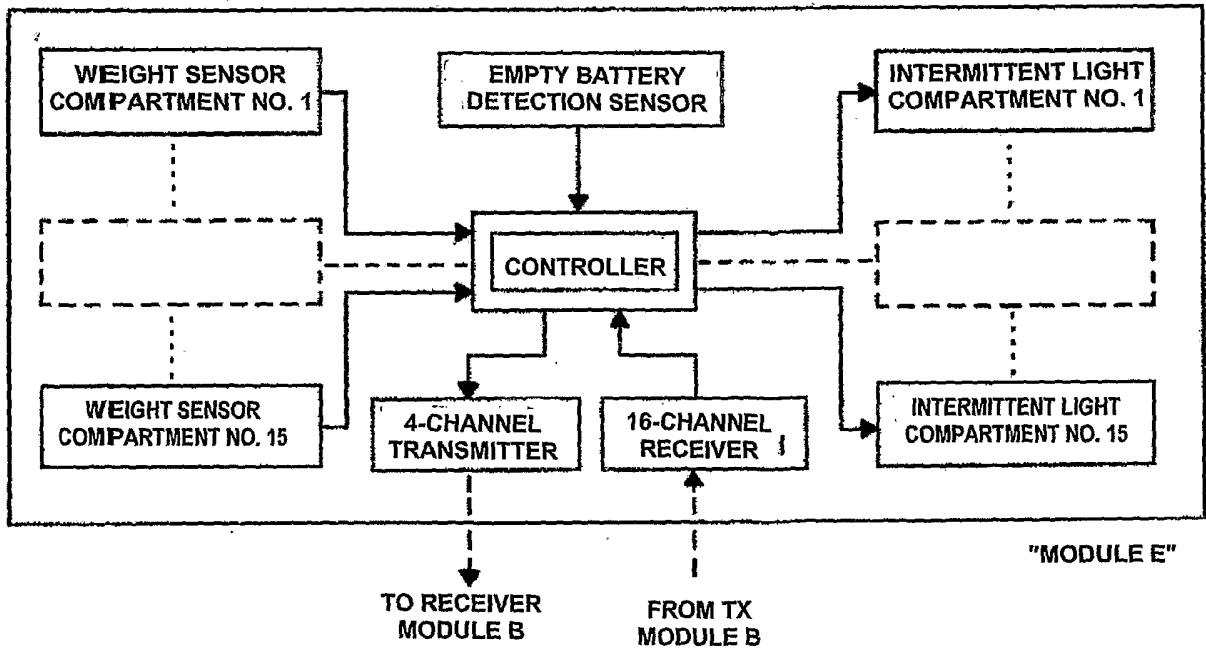 WEIGHT SENSOR
COMPARTMENT NO. 1
EMPTY BATTERY
DETECTION SENSOR
INTERMITTENT LIGHT
COMPARTMENT NO. 1
CONTROLLER
WEIGHT SENSOR
COMPARTMENT NO. 15
4-CHANNEL
TRANSMITTER
16-CHANNEL
RECEIVER
INTERMITTENT LIGHT
COMPARTMENT NO. 15
"MODULE E"
TO RECEIVER
MODULE B
FROM TX
MODULE B